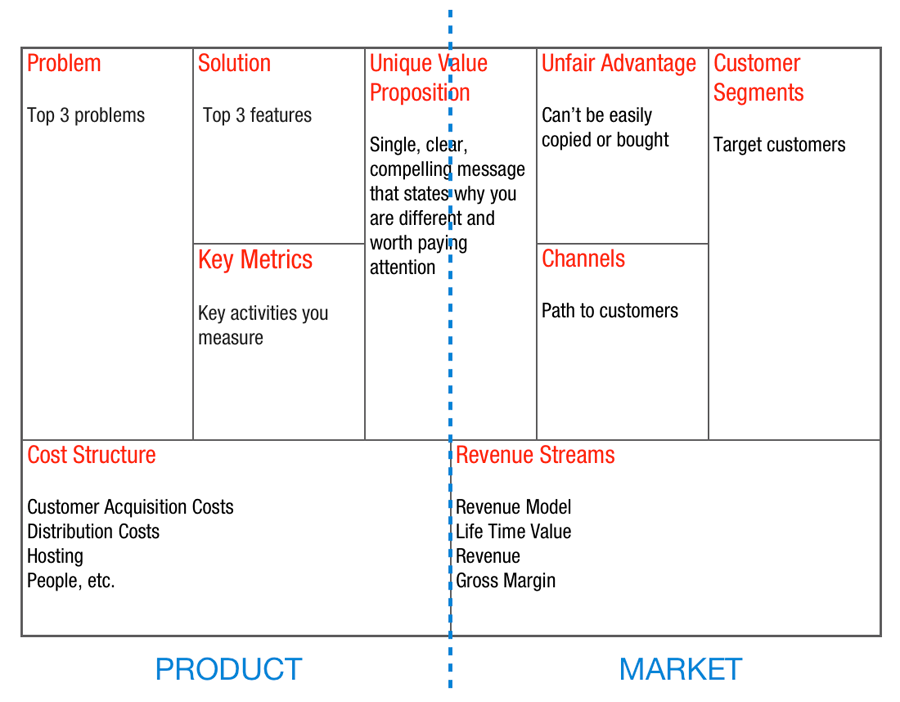 Problem
Top 3 problems
Solution
Top 3 features
Key Metrics
Key activities you
measure
Unique Value
Proposition
Single, clear,
compelling message
that states why you
are different and
worth paying
attention
Unfair Advantage
Can't be easily
copied or bought
Channels
Path to customers
Customer
Segments
Target customers
Cost Structure
Customer Acquisition Costs
Distribution Costs
Hosting
People, etc.
Revenue Streams
Revenue Model
Life Time Value
Revenue
Gross Margin
PRODUCT
MARKET